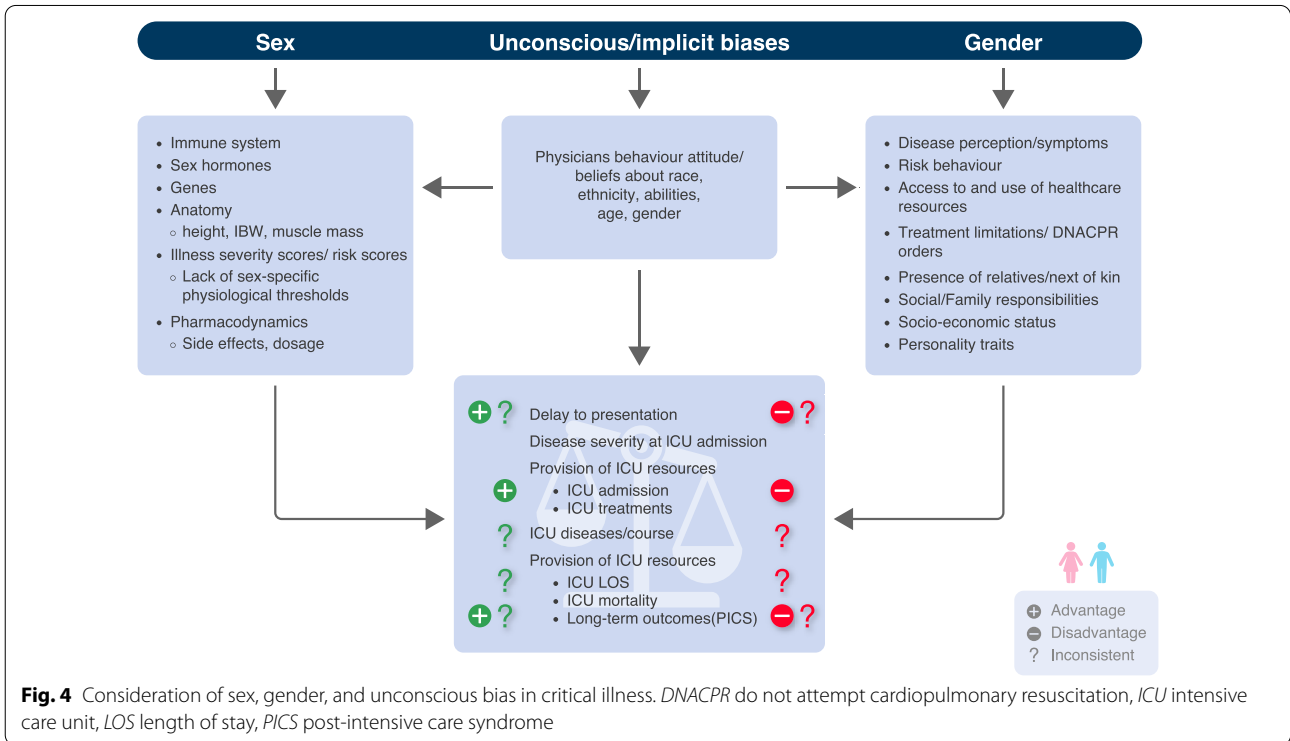 Sex
Unconscious/implicit biases
Gender
• Immune system
• Sex hormones
• Genes
• Anatomy
○ height, IBW, muscle mass
• Illness severity scores/ risk scores
○ Lack of sex-specific
physiological thresholds
• Pharmacodynamics
○ Side effects, dosage
Physicians behaviour attitude/
beliefs about race,
ethnicity, abilities,
age, gender
• Disease perception/symptoms
• Risk behaviour
• Access to and use of healthcare
resources
• Treatment limitations/ DNACPR
orders
• Presence of relatives/next of kin
• Social/Family responsibilities
• Socio-economic status
• Personality traits
+ ? Delay to presentation − ?
Disease severity at ICU admission
Provision of ICU resources
+ • ICU admission −
• ICU treatments
? ICU diseases/course ?
Provision of ICU resources
? • ICU LOS ?
• ICU mortality
+ ? • Long-term outcomes(PICS) − ?
+ Advantage
− Disadvantage
? Inconsistent
Fig. 4 Consideration of sex, gender, and unconscious bias in critical illness. DNACPR do not attempt cardiopulmonary resuscitation, ICU intensive
care unit, LOS length of stay, PICS post-intensive care syndrome